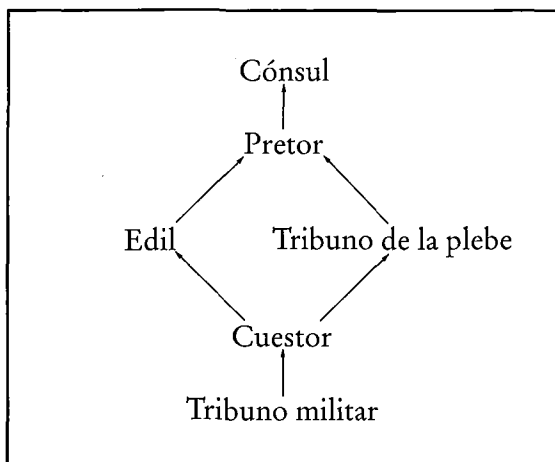 Cónsul
Pretor
Edil
Tribuno de la plebe
Cuestor
Tribuno militar